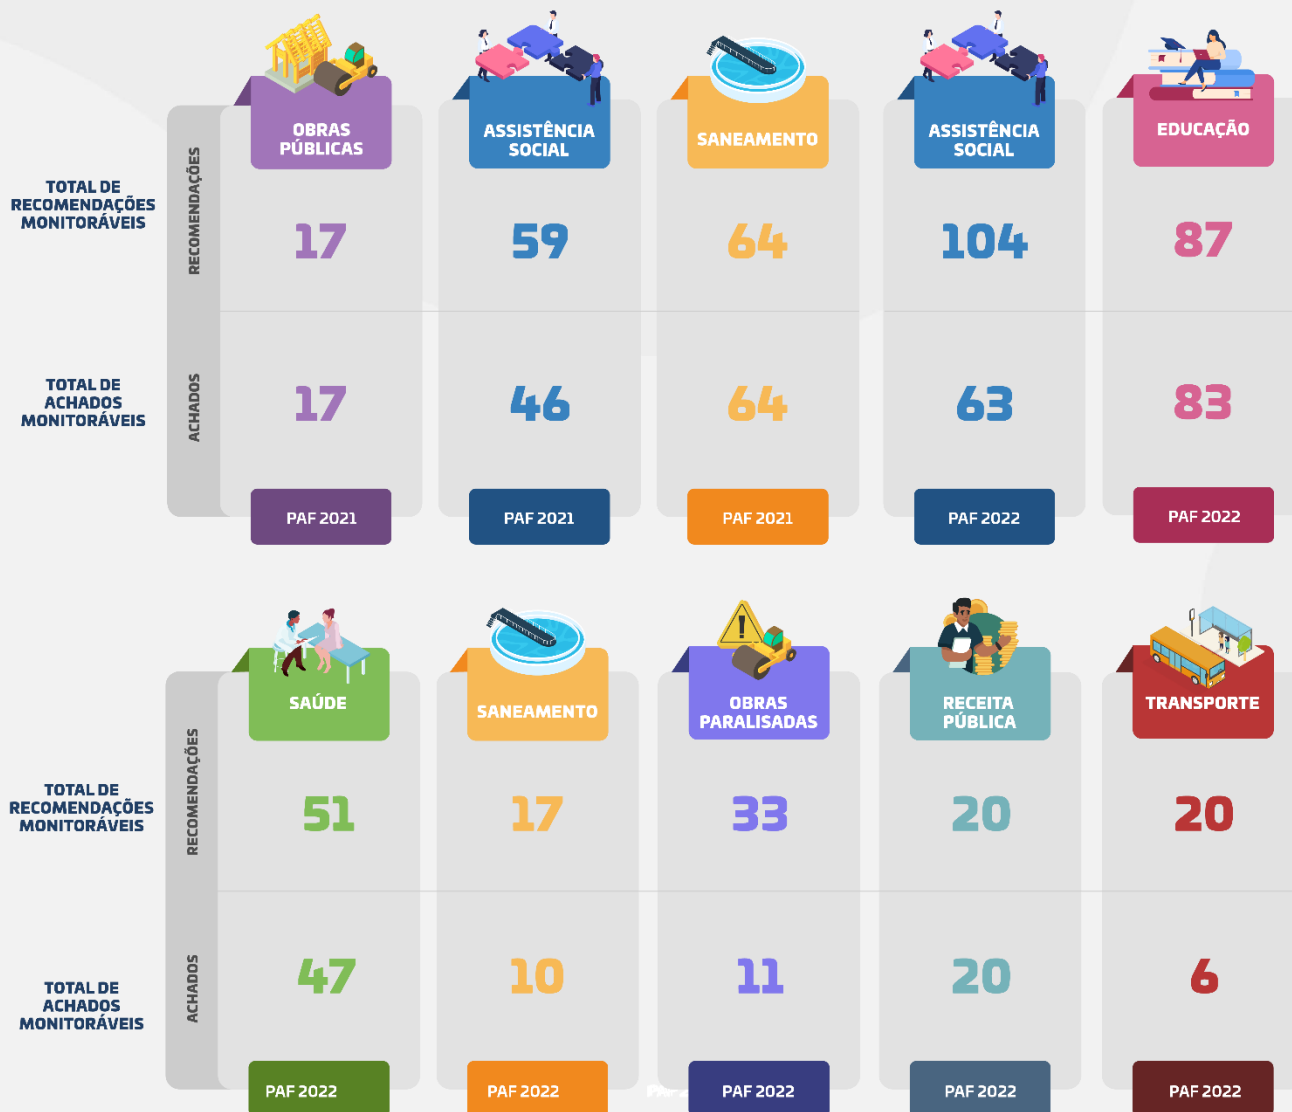 OBRAS
PÚBLICAS
ASSISTÊNCIA
SOCIAL
SANEAMENTO
ASSISTÊNCIA
SOCIAL
EDUCAÇÃO
TOTAL DE
RECOMENDAÇÕES
MONITORÁVEIS
RECOMENDAÇÕES
17
59
64
104
87
TOTAL DE
ACHADOS
MONITORÁVEIS
ACHADOS
17
46
64
63
83
PAF 2021
PAF 2021
PAF 2021
PAF 2022
PAF 2022
SAÚDE
SANEAMENTO
OBRAS
PARALISADAS
RECEITA
PÚBLICA
TRANSPORTE
TOTAL DE
RECOMENDAÇÕES
MONITORÁVEIS
RECOMENDAÇÕES
51
17
33
20
20
TOTAL DE
ACHADOS
MONITORÁVEIS
ACHADOS
47
10
11
20
6
PAF 2022
PAF 2022
PAF 2022
PAF 2022
PAF 2022